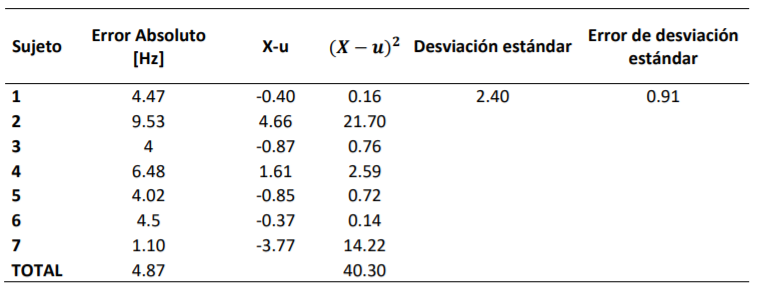 Sujeto Error Absoluto [Hz] X-u (X − u)² Desviación estándar Error de desviación estándar
1 4.47 -0.40 0.16 2.40 0.91
2 9.53 4.66 21.70
3 4 -0.87 0.76
4 6.48 1.61 2.59
5 4.02 -0.85 0.72
6 4.5 -0.37 0.14
7 1.10 -3.77 14.22
TOTAL 4.87 40.30